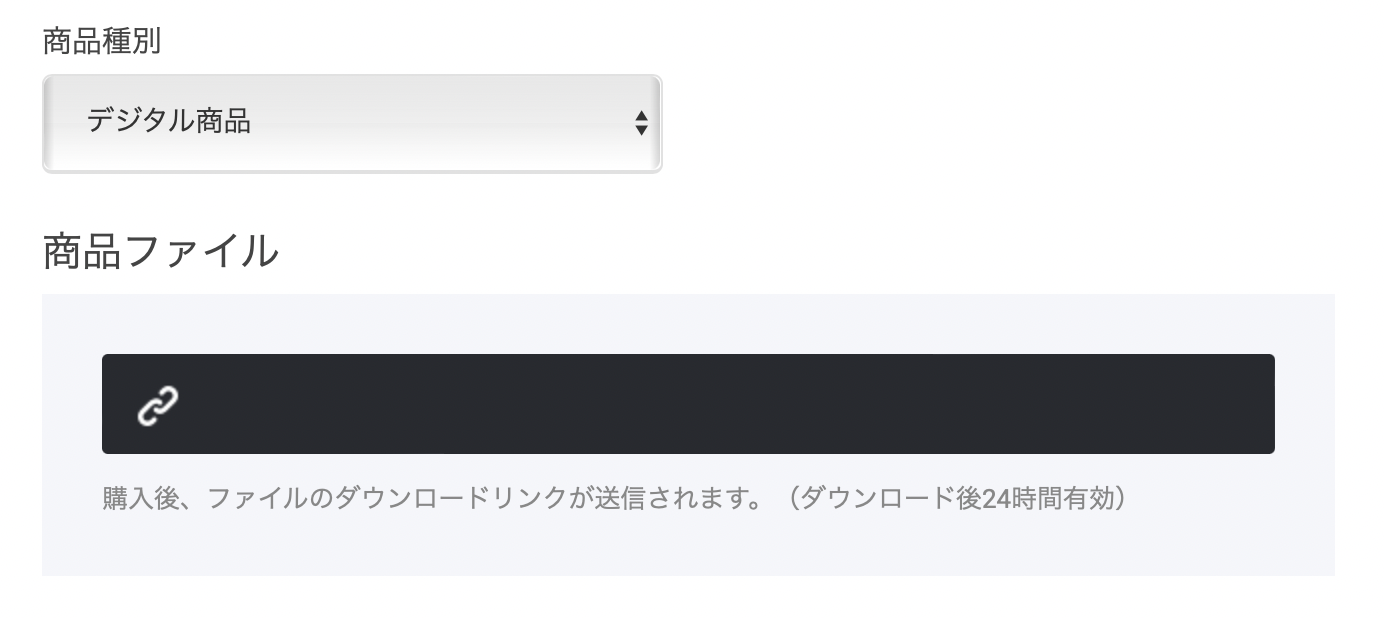 商品種別
デジタル商品
商品ファイル
購入後、ファイルのダウンロードリンクが送信されます。（ダウンロード後24時間有効）